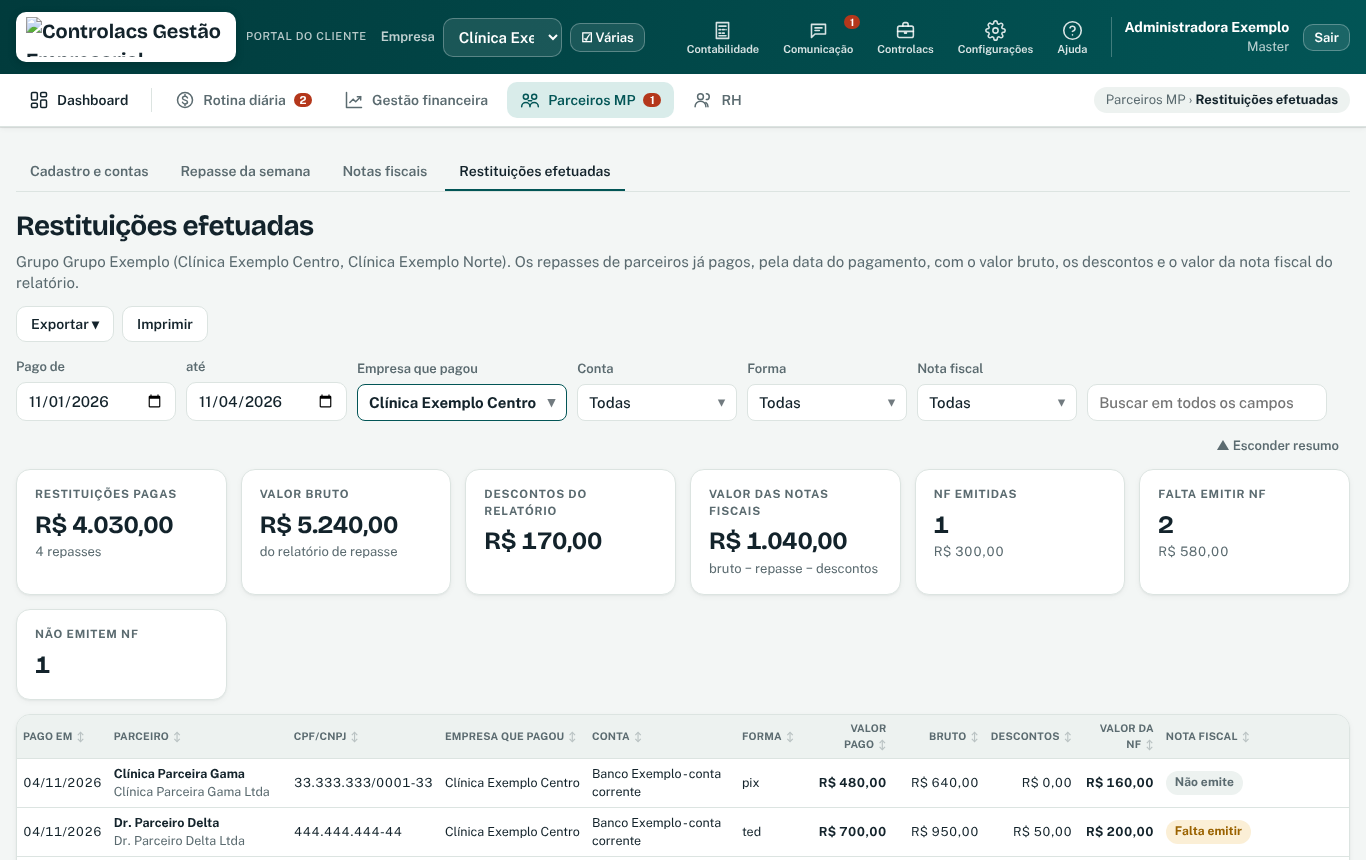 Controlacs Gestão
PORTAL DO CLIENTE
Empresa
Clínica Exe
Várias
Contabilidade
1
Comunicação
Controlacs
Configurações
Ajuda
Administradora Exemplo
Master
Sair
Dashboard
Rotina diária 2
Gestão financeira
Parceiros MP 1
RH
Parceiros MP › Restituições efetuadas
Cadastro e contas
Repasse da semana
Notas fiscais
Restituições efetuadas
Restituições efetuadas
Grupo Grupo Exemplo (Clínica Exemplo Centro, Clínica Exemplo Norte). Os repasses de parceiros já pagos, pela data do pagamento, com o valor bruto, os descontos e o valor da nota fiscal do
relatório.
Exportar ▾
Imprimir
Pago de
até
Empresa que pagou
Conta
Forma
Nota fiscal
11/01/2026
11/04/2026
Clínica Exemplo Centro
Todas
Todas
Todas
Buscar em todos os campos
▲ Esconder resumo
RESTITUIÇÕES PAGAS
R$ 4.030,00
4 repasses
VALOR BRUTO
R$ 5.240,00
do relatório de repasse
DESCONTOS DO
RELATÓRIO
R$ 170,00
VALOR DAS NOTAS
FISCAIS
R$ 1.040,00
bruto − repasse − descontos
NF EMITIDAS
1
R$ 300,00
FALTA EMITIR NF
2
R$ 580,00
NÃO EMITEM NF
1
PAGO EM
PARCEIRO
CPF/CNPJ
EMPRESA QUE PAGOU
CONTA
FORMA
VALOR
PAGO
BRUTO
DESCONTOS
VALOR DA
NF
NOTA FISCAL
04/11/2026
Clínica Parceira Gama
Clínica Parceira Gama Ltda
33.333.333/0001-33
Clínica Exemplo Centro
Banco Exemplo - conta
corrente
pix
R$ 480,00
R$ 640,00
R$ 0,00
R$ 160,00
Não emite
04/11/2026
Dr. Parceiro Delta
Dr. Parceiro Delta Ltda
444.444.444-44
Clínica Exemplo Centro
Banco Exemplo - conta
corrente
ted
R$ 700,00
R$ 950,00
R$ 50,00
R$ 200,00
Falta emitir